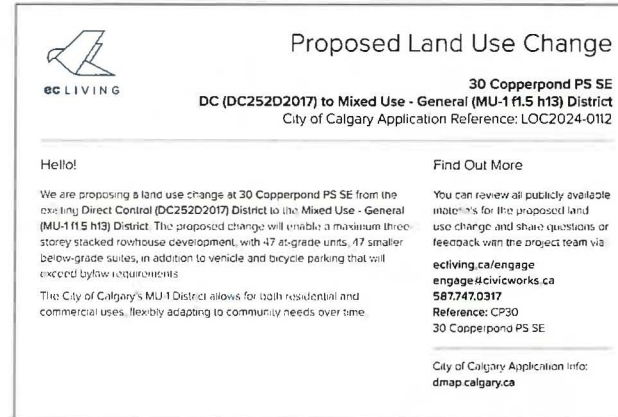 ecLIVING
Proposed Land Use Change
30 Copperpond PS SE
DC (DC252D2017) to Mixed Use - General (MU-1 f1.5 h13) District
City of Calgary Application Reference: LOC2024-0112
Hello!
We are proposing a land use change at 30 Copperpond PS SE from the
existing Direct Control (DC252D2017) District to the Mixed Use - General
(MU-1 f1.5 h13) District. The proposed change will enable a maximum three-
storey stacked rowhouse development, with 47 at-grade units, 47 smaller
below-grade suites, in addition to vehicle and bicycle parking that will
exceed bylaw requirements.
The City of Calgary's MU-1 District allows for both residential and
commercial uses, flexibly adapting to community needs over time.
Find Out More
You can review all publicly available
materials for the proposed land
use change and share questions or
feedback with the project team via
ecliving.ca/engage
engage@civicworks.ca
587.747.0317
Reference: CP30
30 Copperpond PS SE
City of Calgary Application Info:
dmap.calgary.ca